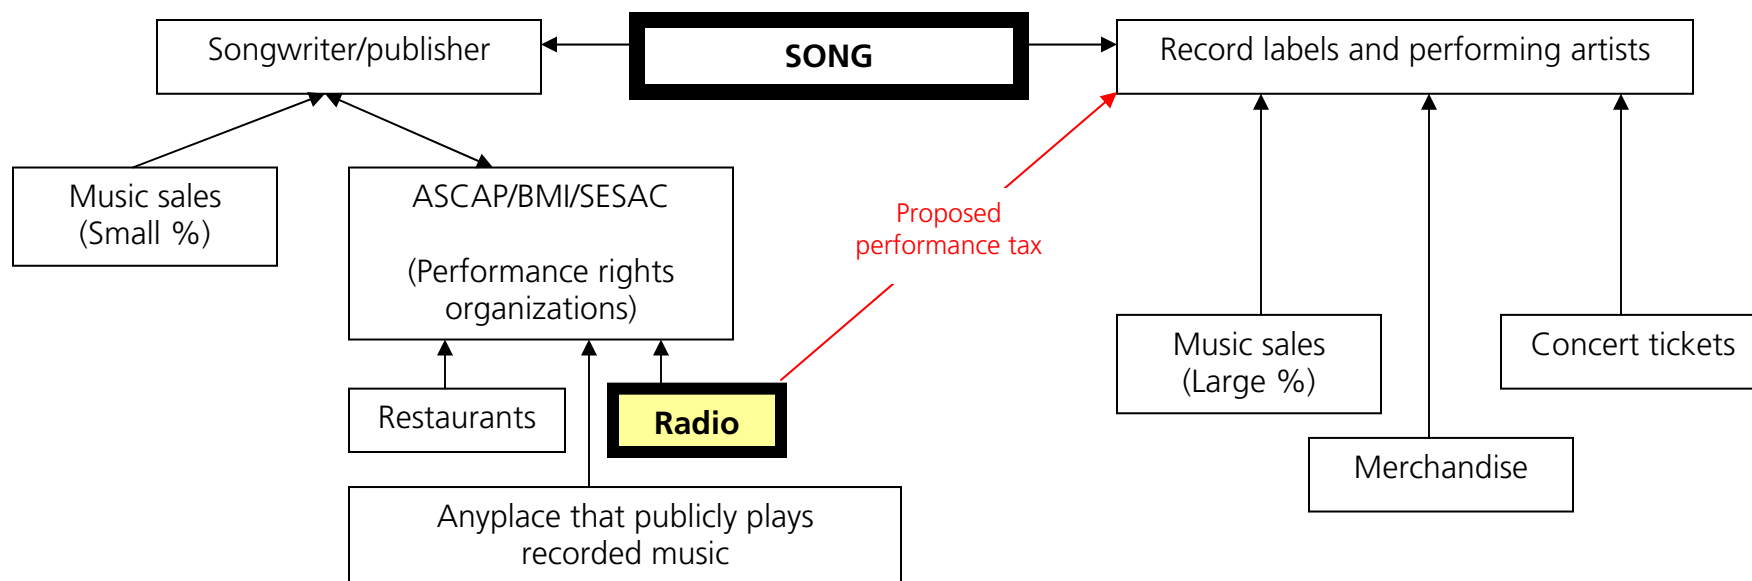 Songwriter/publisher
SONG
Record labels and performing artists
Music sales
(Small %)
ASCAP/BMI/SESAC
(Performance rights
organizations)
Proposed
performance tax
Music sales
(Large %)
Concert tickets
Restaurants
Radio
Merchandise
Anyplace that publicly plays
recorded music